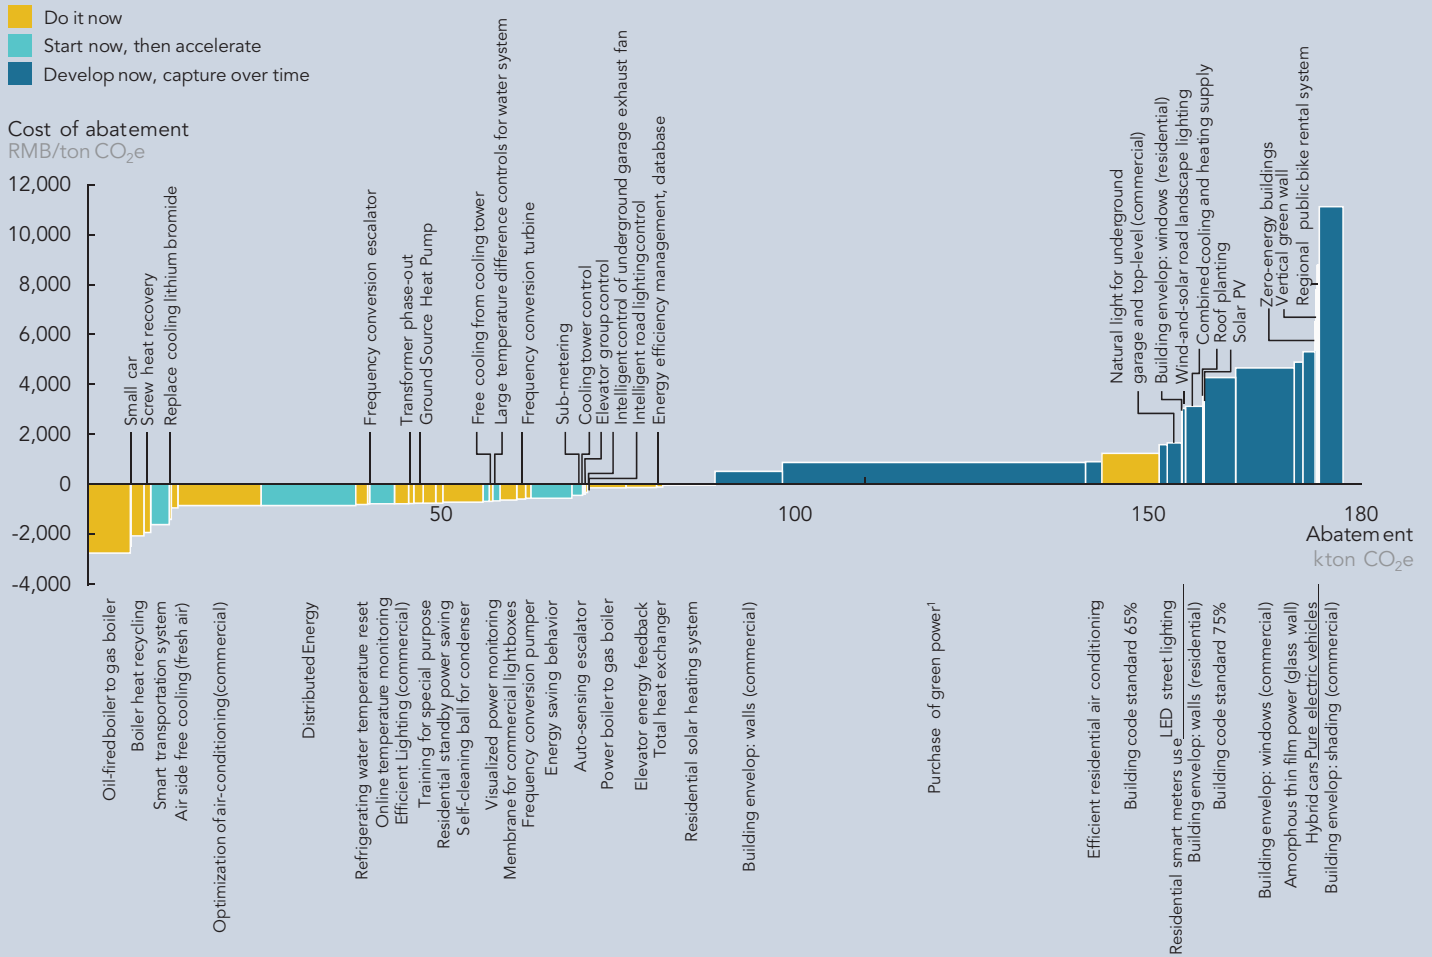 Do it now
Start now, then accelerate
Develop now, capture over time
Cost of abatement
RMB/ton CO₂e
12,000
10,000
8,000
6,000
4,000
2,000
0
-2,000
-4,000
50
100
150
180
Abatement
kton CO₂e
Small car
Screw heat recovery
Replace cooling lithium bromide
Frequency conversion escalator
Transformer phase-out
Ground Source Heat Pump
Free cooling from cooling tower
Large temperature difference controls for water system
Frequency conversion turbine
Sub-metering
Cooling tower control
Elevator group control
Intelligent control of underground garage exhaust fan
Intelligent road lighting control
Energy efficiency management, database
Natural light for underground
garage and top-level (commercial)
Building envelop: windows (residential)
Wind-and-solar road landscape lighting
Combined cooling and heating supply
Roof planting
Solar PV
Zero-energy buildings
Vertical green wall
Regional public bike rental system
Oil-fired boiler to gas boiler
Boiler heat recycling
Smart transportation system
Air side free cooling (fresh air)
Optimization of air-conditioning (commercial)
Distributed Energy
Refrigerating water temperature reset
Online temperature monitoring
Efficient Lighting (commercial)
Training for special purpose
Residential standby power saving
Self-cleaning ball for condenser
Visualized power monitoring
Membrane for commercial light boxes
Frequency conversion pumper
Energy saving behavior
Auto-sensing escalator
Power boiler to gas boiler
Elevator energy feedback
Total heat exchanger
Residential solar heating system
Building envelop: walls (commercial)
Purchase of green power¹
Efficient residential air conditioning
Building code standard 65%
LED street lighting
Residential smart meters use
Building envelop: walls (residential)
Building code standard 75%
Building envelop: windows (commercial)
Amorphous thin film power (glass wall)
Hybrid cars
Pure electric vehicles
Building envelop: shading (commercial)